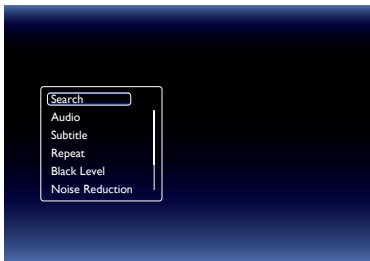 Search
Audio
Subtitle
Repeat
Black Level
Noise Reduction